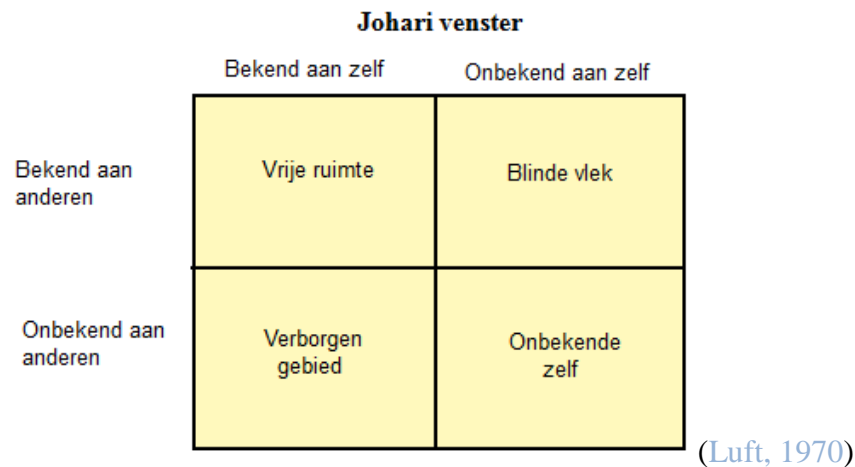 Johari venster
Bekend aan zelf
Onbekend aan zelf
Bekend aan
anderen
Vrije ruimte
Blinde vlek
Onbekend aan
anderen
Verborgen
gebied
Onbekende
zelf
(Luft, 1970)